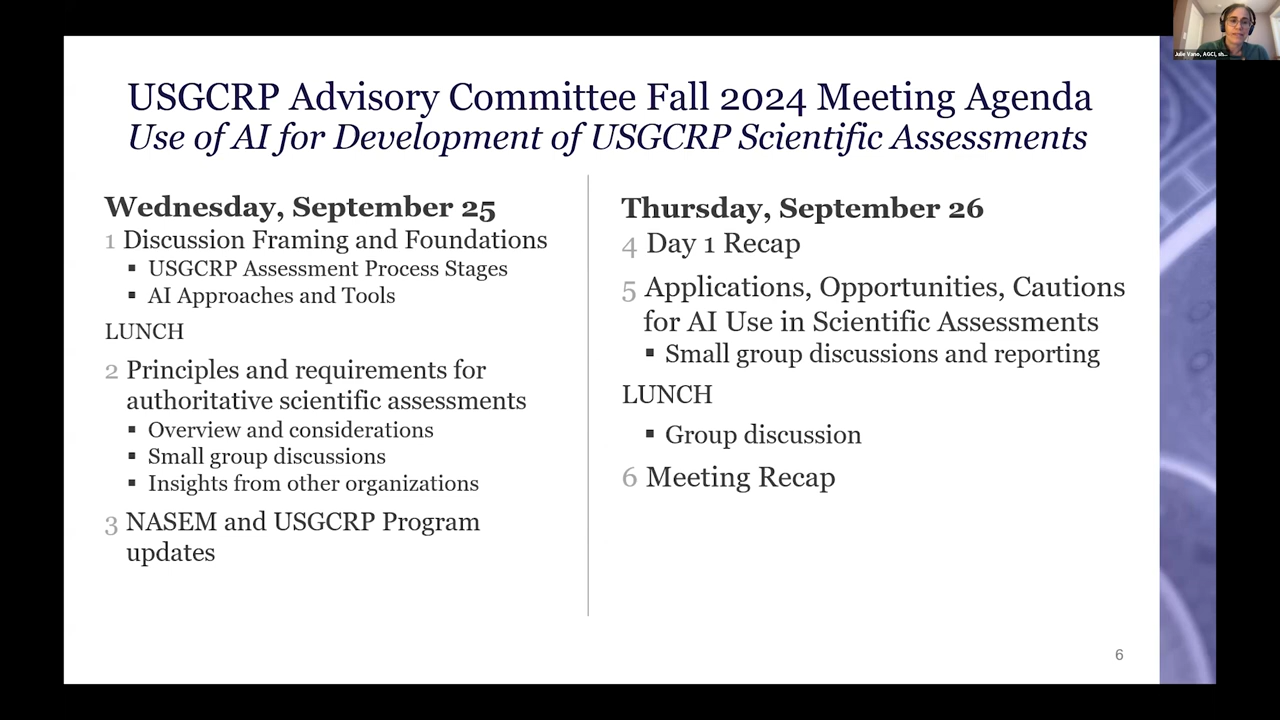 USGCRP Advisory Committee Fall 2024 Meeting Agenda
Use of AI for Development of USGCRP Scientific Assessments
Wednesday, September 25
1 Discussion Framing and Foundations
▪ USGCRP Assessment Process Stages
▪ AI Approaches and Tools
LUNCH
2 Principles and requirements for
authoritative scientific assessments
▪ Overview and considerations
▪ Small group discussions
▪ Insights from other organizations
3 NASEM and USGCRP Program
updates
Thursday, September 26
4 Day 1 Recap
5 Applications, Opportunities, Cautions
for AI Use in Scientific Assessments
▪ Small group discussions and reporting
LUNCH
▪ Group discussion
6 Meeting Recap
6
Julie Vano, AGCI, sh...